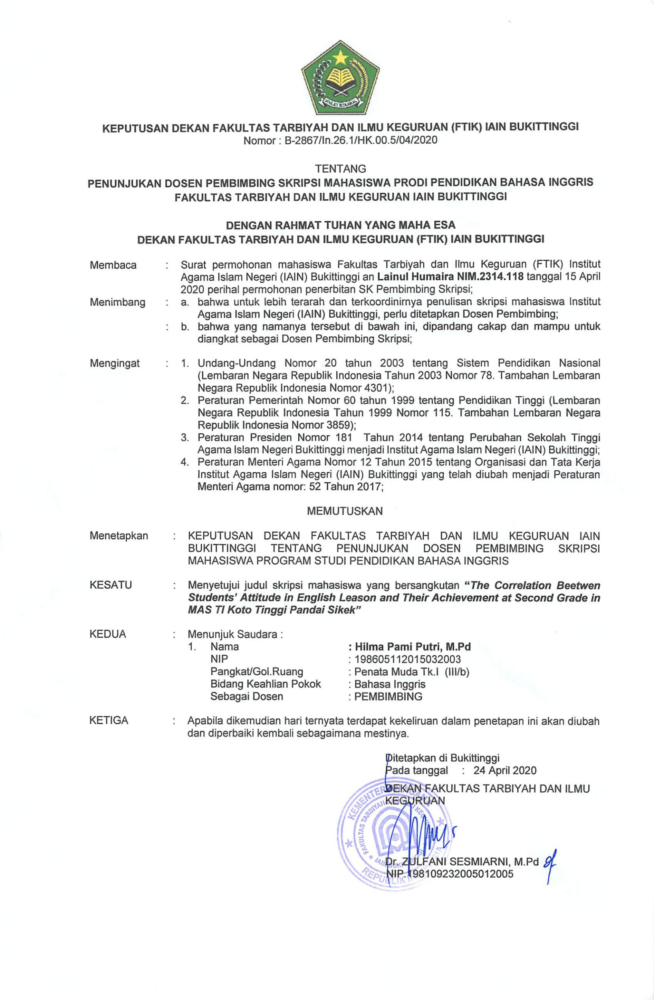 IKHLAS BERAMAL
KEPUTUSAN DEKAN FAKULTAS TARBIYAH DAN ILMU KEGURUAN (FTIK) IAIN BUKITTINGGI
Nomor : B-2867/In.26.1/HK.00.5/04/2020
TENTANG
PENUNJUKAN DOSEN PEMBIMBING SKRIPSI MAHASISWA PRODI PENDIDIKAN BAHASA INGGRIS
FAKULTAS TARBIYAH DAN ILMU KEGURUAN IAIN BUKITTINGGI
DENGAN RAHMAT TUHAN YANG MAHA ESA
DEKAN FAKULTAS TARBIYAH DAN ILMU KEGURUAN (FTIK) IAIN BUKITTINGGI
Membaca : Surat permohonan mahasiswa Fakultas Tarbiyah dan Ilmu Keguruan (FTIK) Institut
Agama Islam Negeri (IAIN) Bukittinggi an Lainul Humaira NIM.2314.118 tanggal 15 April
2020 perihal permohonan penerbitan SK Pembimbing Skripsi;
Menimbang : a. bahwa untuk lebih terarah dan terkoordinirnya penulisan skripsi mahasiswa Institut
Agama Islam Negeri (IAIN) Bukittinggi, perlu ditetapkan Dosen Pembimbing;
: b. bahwa yang namanya tersebut di bawah ini, dipandang cakap dan mampu untuk
diangkat sebagai Dosen Pembimbing Skripsi;
Mengingat : 1. Undang-Undang Nomor 20 tahun 2003 tentang Sistem Pendidikan Nasional
(Lembaran Negara Republik Indonesia Tahun 2003 Nomor 78. Tambahan Lembaran
Negara Republik Indonesia Nomor 4301);
2. Peraturan Pemerintah Nomor 60 tahun 1999 tentang Pendidikan Tinggi (Lembaran
Negara Republik Indonesia Tahun 1999 Nomor 115. Tambahan Lembaran Negara
Republik Indonesia Nomor 3859);
3. Peraturan Presiden Nomor 181 Tahun 2014 tentang Perubahan Sekolah Tinggi
Agama Islam Negeri Bukittinggi menjadi Institut Agama Islam Negeri (IAIN) Bukittinggi;
4. Peraturan Menteri Agama Nomor 12 Tahun 2015 tentang Organisasi dan Tata Kerja
Institut Agama Islam Negeri (IAIN) Bukittinggi yang telah diubah menjadi Peraturan
Menteri Agama nomor: 52 Tahun 2017;
MEMUTUSKAN
Menetapkan : KEPUTUSAN DEKAN FAKULTAS TARBIYAH DAN ILMU KEGURUAN IAIN
BUKITTINGGI TENTANG PENUNJUKAN DOSEN PEMBIMBING SKRIPSI
MAHASISWA PROGRAM STUDI PENDIDIKAN BAHASA INGGRIS
KESATU : Menyetujui judul skripsi mahasiswa yang bersangkutan “The Correlation Beetwen
Students’ Attitude in English Leason and Their Achievement at Second Grade in
MAS TI Koto Tinggi Pandai Sikek”
KEDUA : Menunjuk Saudara :
1. Nama : Hilma Pami Putri, M.Pd
NIP : 198605112015032003
Pangkat/Gol.Ruang : Penata Muda Tk.I (III/b)
Bidang Keahlian Pokok : Bahasa Inggris
Sebagai Dosen : PEMBIMBING
KETIGA : Apabila dikemudian hari ternyata terdapat kekeliruan dalam penetapan ini akan diubah
dan diperbaiki kembali sebagaimana mestinya.
Ditetapkan di Bukittinggi
Pada tanggal : 24 April 2020
DEKAN FAKULTAS TARBIYAH DAN ILMU
KEGURUAN
KEMENTERIAN AGAMA
FAKULTAS TARBIYAH DAN ILMU KEGURUAN
IAIN BUKITTINGGI
REPUBLIK INDONESIA
Dr. ZULFANI SESMIARNI, M.Pd
NIP.198109232005012005